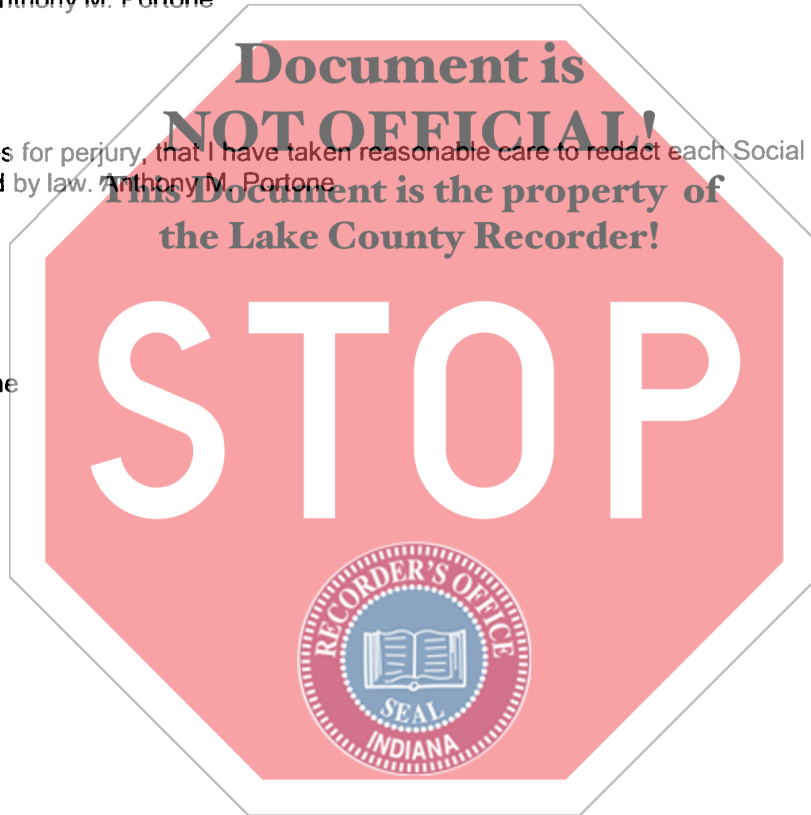 Anthony M. Portone
Document is
NOT OFFICIAL!
s for perjury, that I have taken reasonable care to redact each Social
d by law. Anthony M. Portone
This Document is the property of
the Lake County Recorder!
ne
STOP
RECORDER'S OFFICE
SEAL
INDIANA